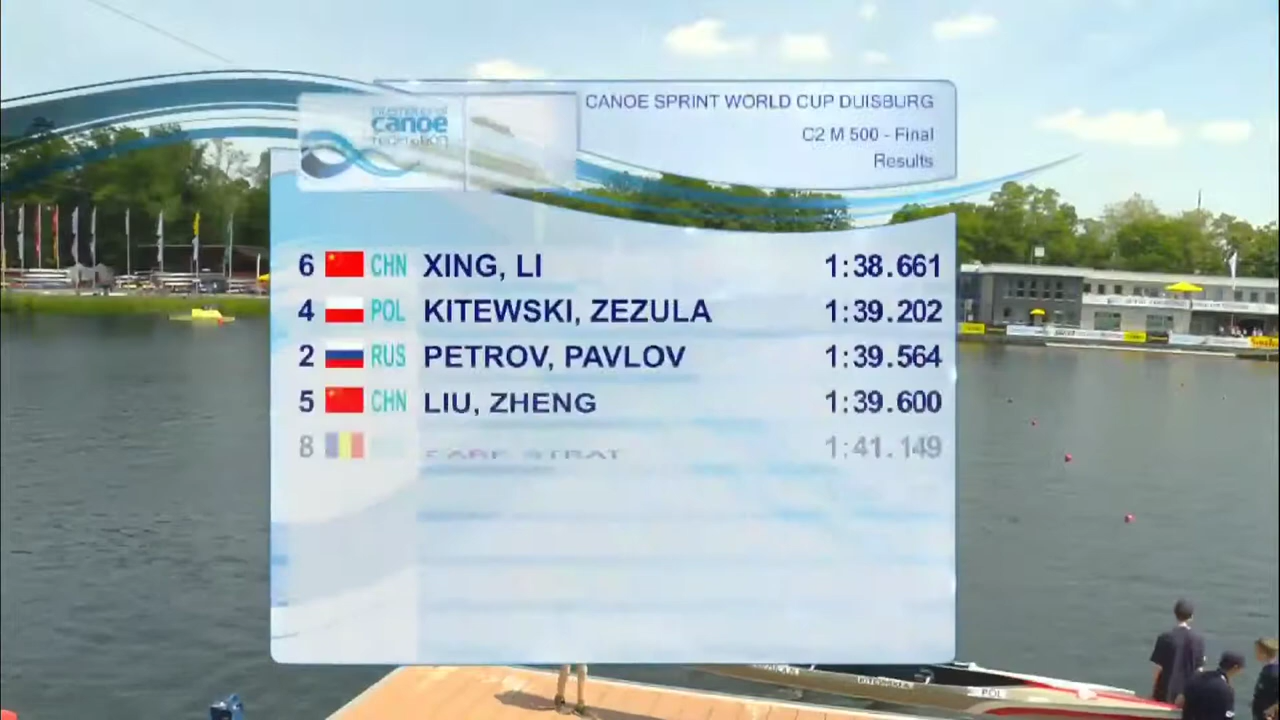 international
canoe
federation
CANOE SPRINT WORLD CUP DUISBURG
C2 M 500 - Final
Results
6 CHN XING, LI 1:38.661
4 POL KITEWSKI, ZEZULA 1:39.202
2 RUS PETROV, PAVLOV 1:39.564
5 CHN LIU, ZHENG 1:39.600
8 1:41.149
POL